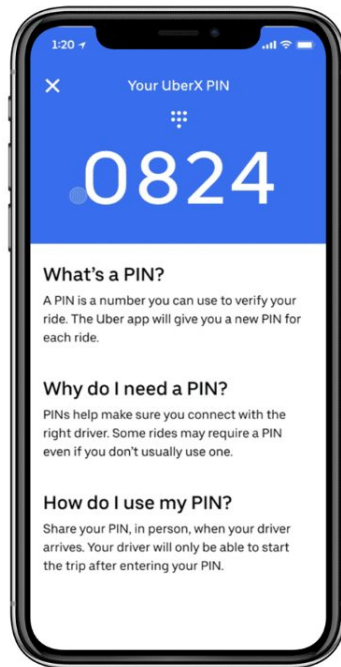 1:20
Your UberX PIN
0824
What's a PIN?
A PIN is a number you can use to verify your
ride. The Uber app will give you a new PIN for
each ride.
Why do I need a PIN?
PINs help make sure you connect with the
right driver. Some rides may require a PIN
even if you don't usually use one.
How do I use my PIN?
Share your PIN, in person, when your driver
arrives. Your driver will only be able to start
the trip after entering your PIN.